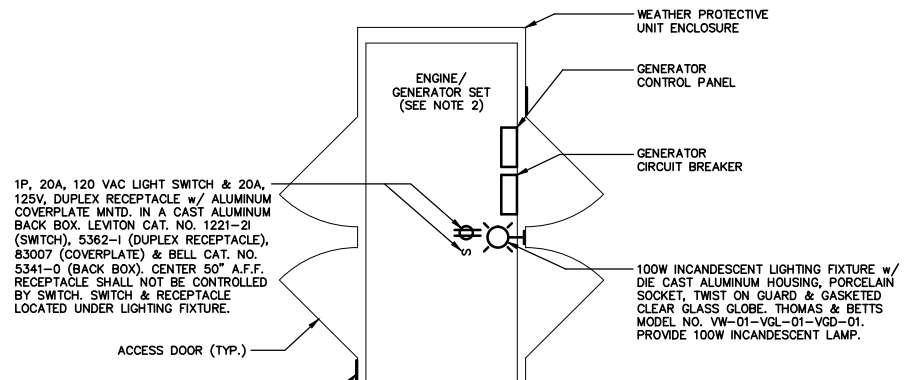 WEATHER PROTECTIVE
UNIT ENCLOSURE
ENGINE/
GENERATOR SET
(SEE NOTE 2)
GENERATOR
CONTROL PANEL
GENERATOR
CIRCUIT BREAKER
1P, 20A, 120 VAC LIGHT SWITCH & 20A,
125V, DUPLEX RECEPTACLE w/ ALUMINUM
COVERPLATE MNTD. IN A CAST ALUMINUM
BACK BOX. LEVITON CAT. NO. 1221-2I
(SWITCH), 5362-I (DUPLEX RECEPTACLE),
83007 (COVERPLATE) & BELL CAT. NO.
5341-0 (BACK BOX). CENTER 50" A.F.F.
RECEPTACLE SHALL NOT BE CONTROLLED
BY SWITCH. SWITCH & RECEPTACLE
LOCATED UNDER LIGHTING FIXTURE.
S
100W INCANDESCENT LIGHTING FIXTURE w/
DIE CAST ALUMINUM HOUSING, PORCELAIN
SOCKET, TWIST ON GUARD & GASKETED
CLEAR GLASS GLOBE. THOMAS & BETTS
MODEL NO. VW-01-VGL-01-VGD-01.
PROVIDE 100W INCANDESCENT LAMP.
ACCESS DOOR (TYP.)